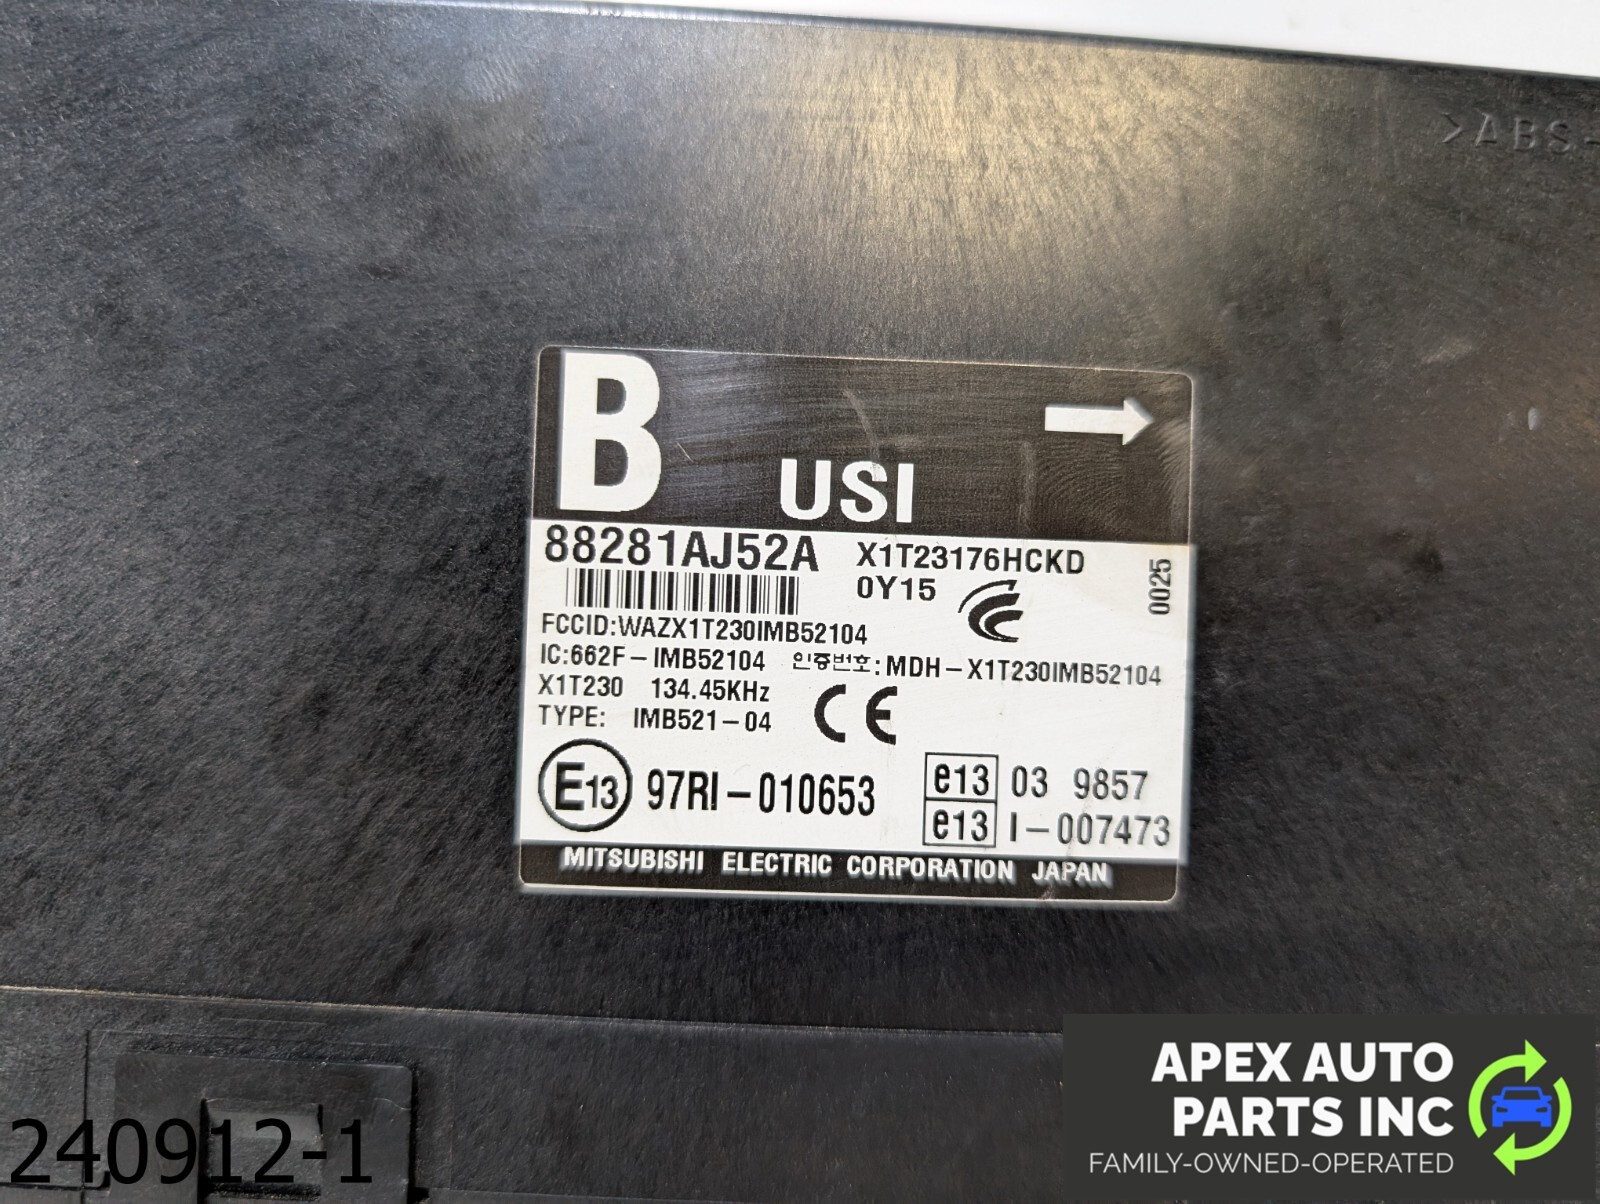 >ABS-
B
USI
88281AJ52A
X1T23176HCKD
0Y15
0025
FCCID:WAZX1T230IMB52104
IC:662F-IMB52104 인증번호:MDH-X1T230IMB52104
X1T230 134.45KHz
TYPE: IMB521-04
CE
E13 97RI-010653
e13 03 9857
e13 I-007473
MITSUBISHI ELECTRIC CORPORATION JAPAN
APEX AUTO
PARTS INC
FAMILY-OWNED-OPERATED
240912-1